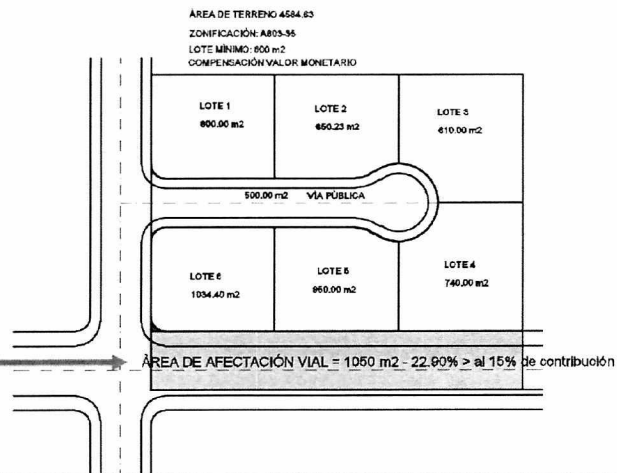 ÁREA DE TERRENO 4584.63
ZONIFICACIÓN: A603-35
LOTE MÍNIMO: 600 m2
COMPENSACIÓN VALOR MONETARIO
LOTE 1
600.00 m2
LOTE 2
650.23 m2
LOTE 3
610.00 m2
500.00 m2 VÍA PÚBLICA
LOTE 6
1034.40 m2
LOTE 5
950.00 m2
LOTE 4
740.00 m2
ÀREA DE AFECTACIÓN VIAL = 1050 m2 - 22.90% > al 15% de contribución